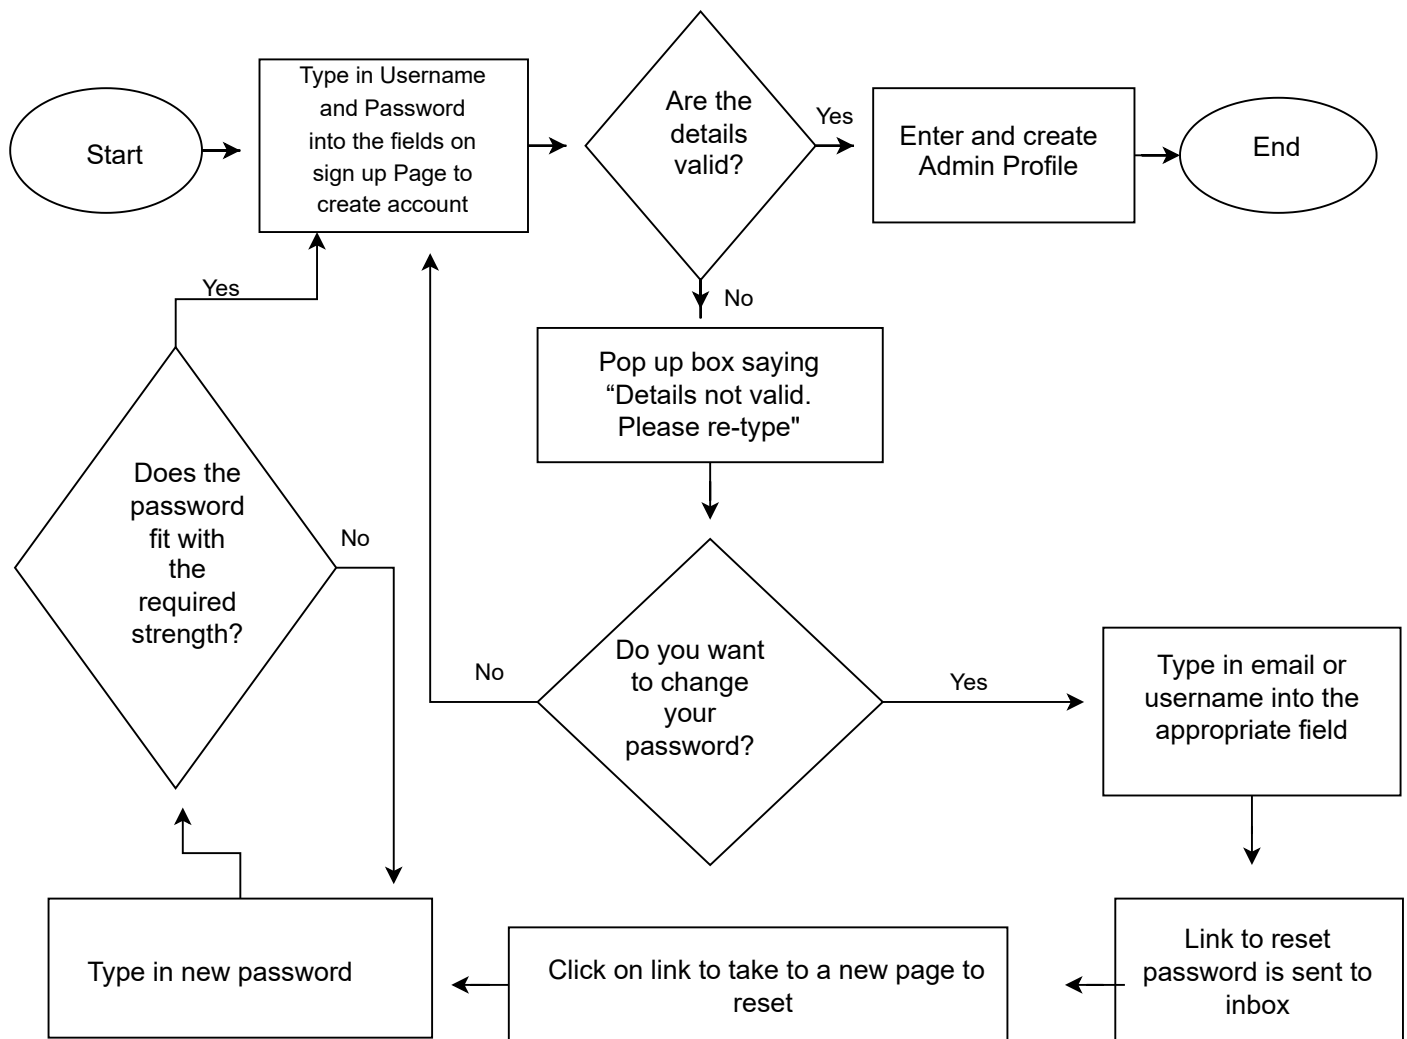 Start
Type in Username
and Password
into the fields on
sign up Page to
create account
Are the
details
valid?
Yes
Enter and create
Admin Profile
End
Yes
No
Pop up box saying
“Details not valid.
Please re-type"
Does the
password
fit with
the
required
strength?
No
Do you want
to change
your
password?
No
Yes
Type in email or
username into the
appropriate field
Type in new password
Click on link to take to a new page to
reset
Link to reset
password is sent to
inbox